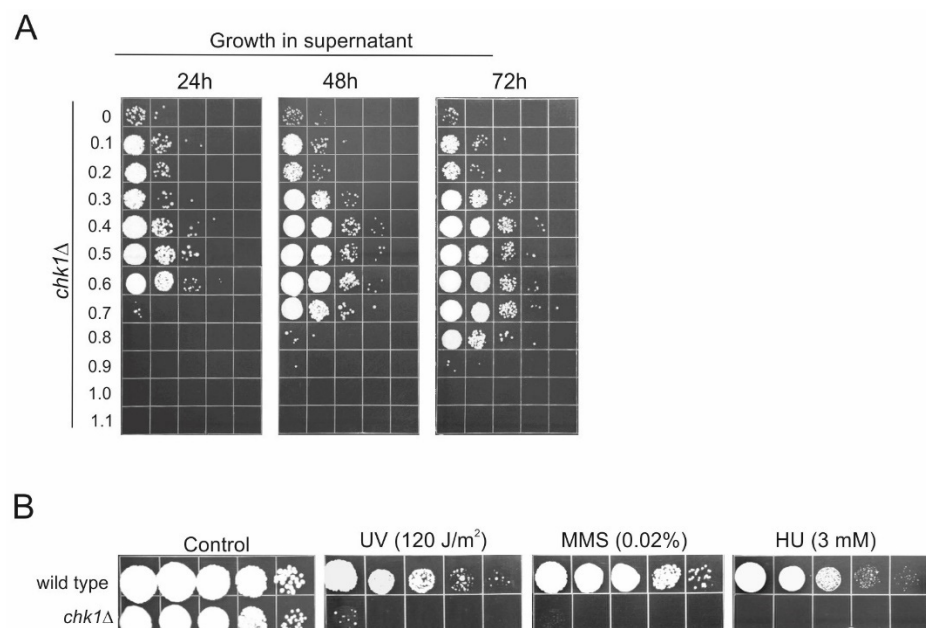 A
Growth in supernatant
24h 48h 72h
0
0.1
0.2
0.3
0.4
0.5
0.6
0.7
0.8
0.9
1.0
1.1
chk1Δ
B
Control UV (120 J/m²) MMS (0.02%) HU (3 mM)
wild type
chk1Δ